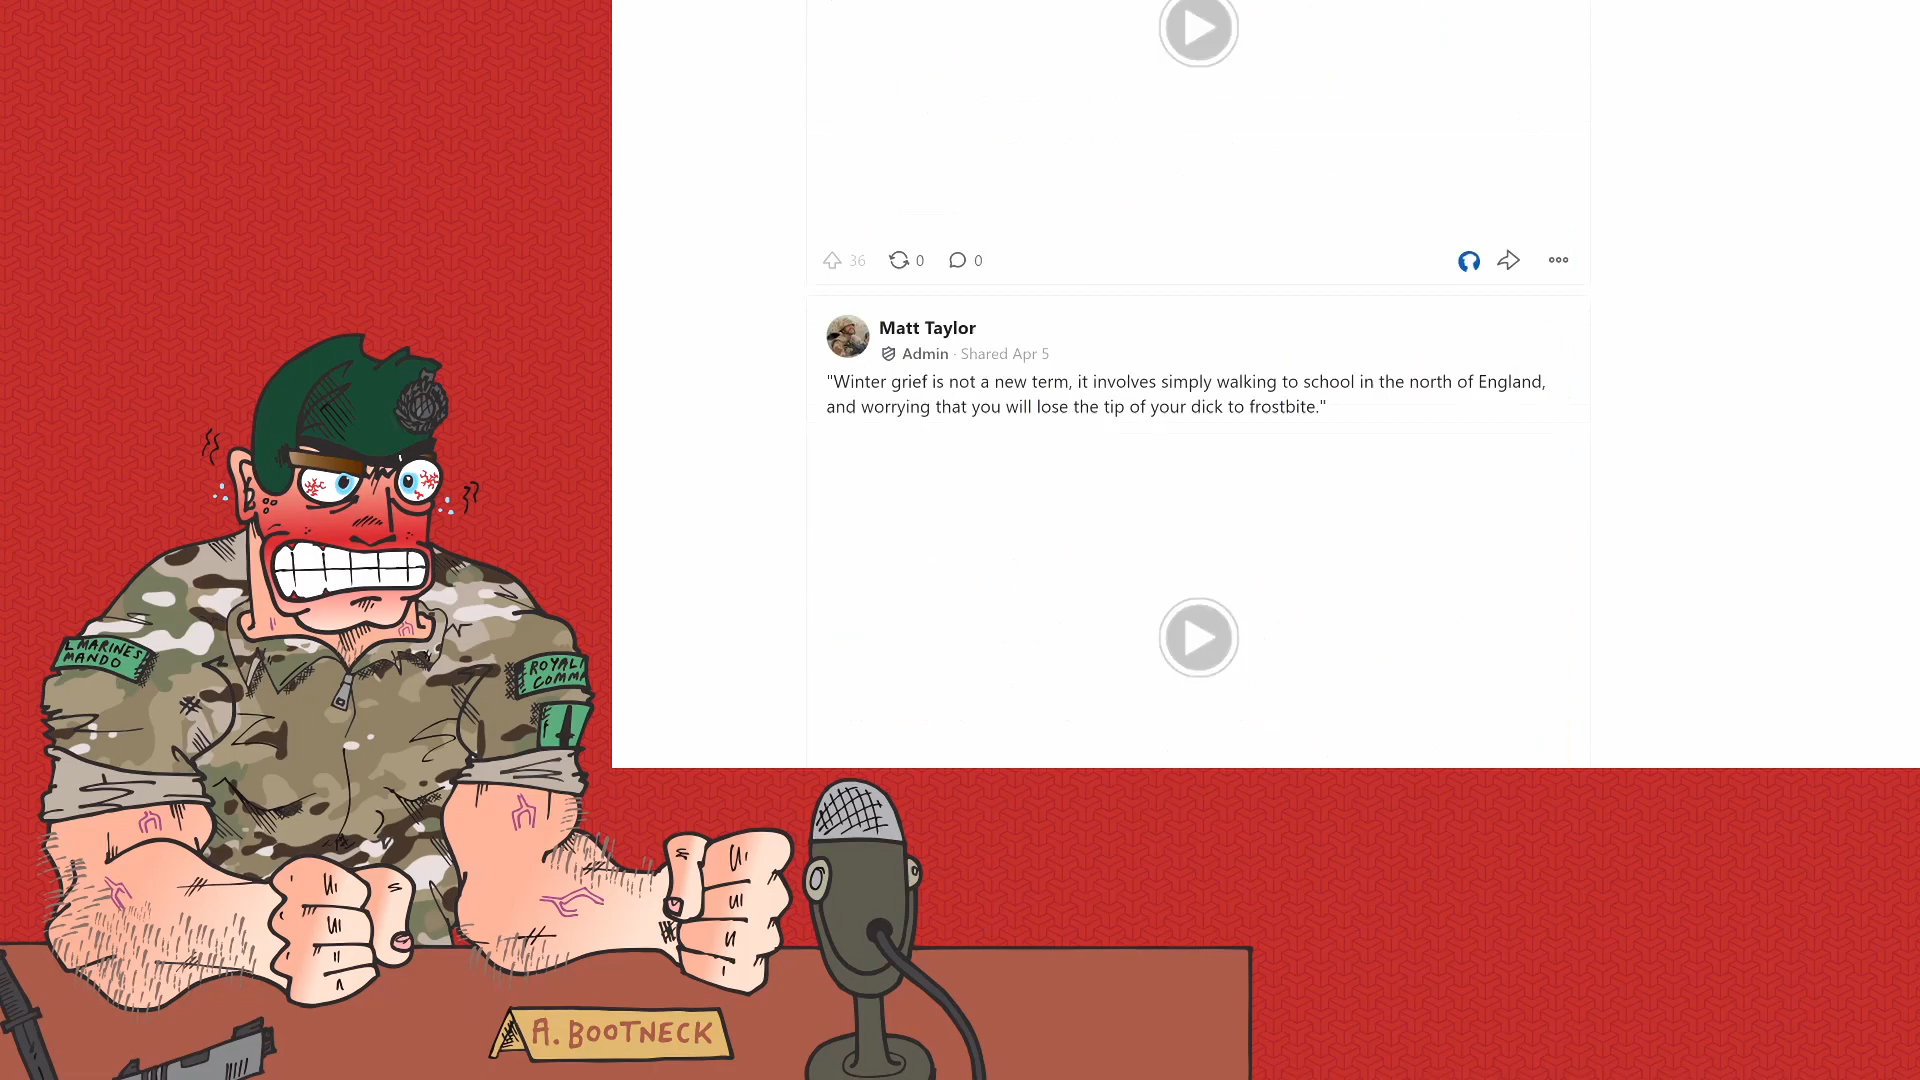 36 0 0
Matt Taylor
Admin · Shared Apr 5
"Winter grief is not a new term, it involves simply walking to school in the north of England,
and worrying that you will lose the tip of your dick to frostbite."
L MARINES
MANDO
ROYAL
COMM
A. BOOTNECK